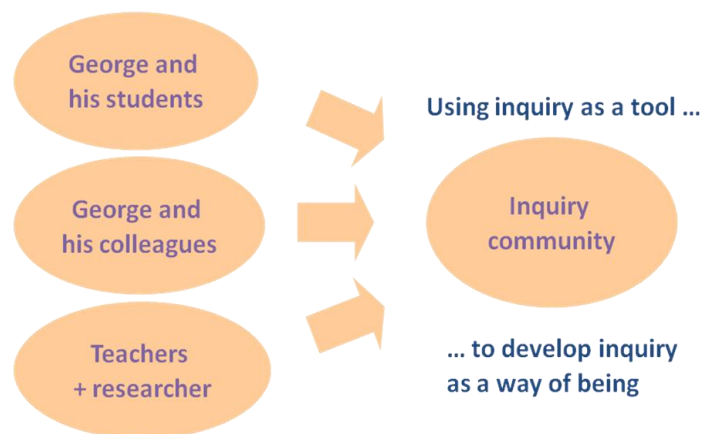 George and
his students
George and
his colleagues
Teachers
+ researcher
Using inquiry as a tool ...
Inquiry
community
... to develop inquiry
as a way of being